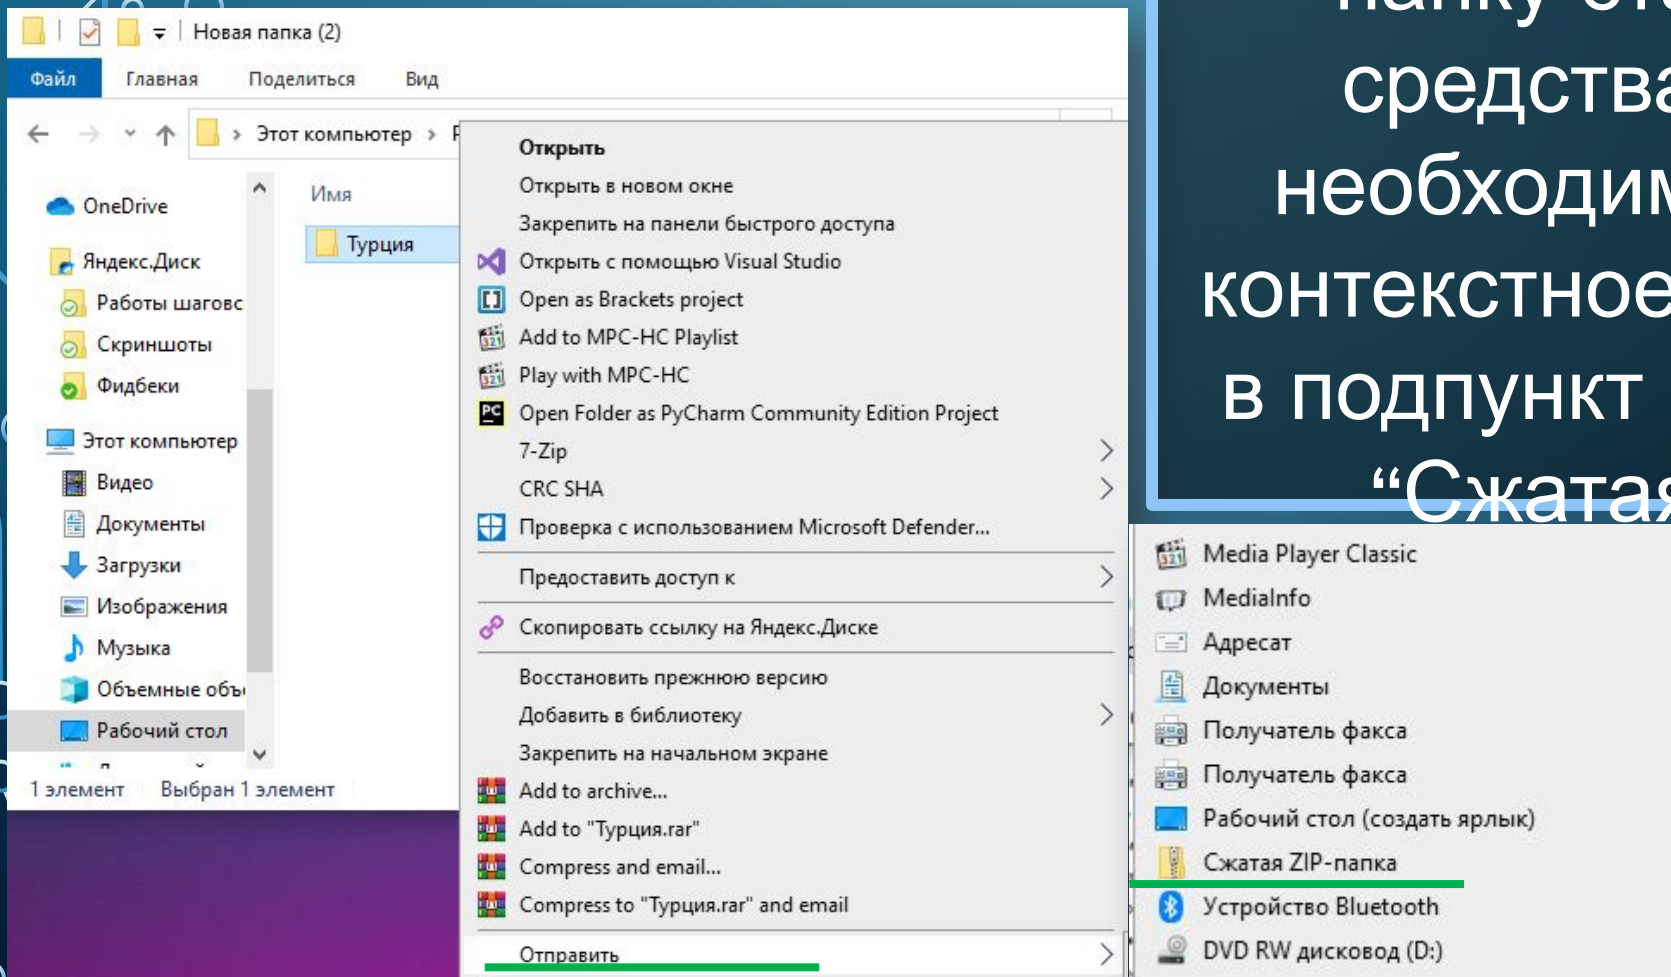 Новая папка (2)
Файл Главная Поделиться Вид
Этот компьютер
OneDrive
Яндекс.Диск
Работы шаговс
Скриншоты
Фидбеки
Этот компьютер
Видео
Документы
Загрузки
Изображения
Музыка
Объемные объ
Рабочий стол
1 элемент Выбран 1 элемент
Имя
Турция
Открыть
Открыть в новом окне
Закрепить на панели быстрого доступа
Открыть с помощью Visual Studio
Open as Brackets project
Add to MPC-HC Playlist
Play with MPC-HC
PC Open Folder as PyCharm Community Edition Project
7-Zip
CRC SHA
Проверка с использованием Microsoft Defender...
Предоставить доступ к
Скопировать ссылку на Яндекс.Диске
Восстановить прежнюю версию
Добавить в библиотеку
Закрепить на начальном экране
Add to archive...
Add to "Турция.rar"
Compress and email...
Compress to "Турция.rar" and email
Отправить
папку
средства
необходим
контекстное
в подпункт
“Сжатая
Media Player Classic
MediaInfo
Адресат
Документы
Получатель факса
Получатель факса
Рабочий стол (создать ярлык)
Сжатая ZIP-папка
Устройство Bluetooth
DVD RW дисковод (D:)